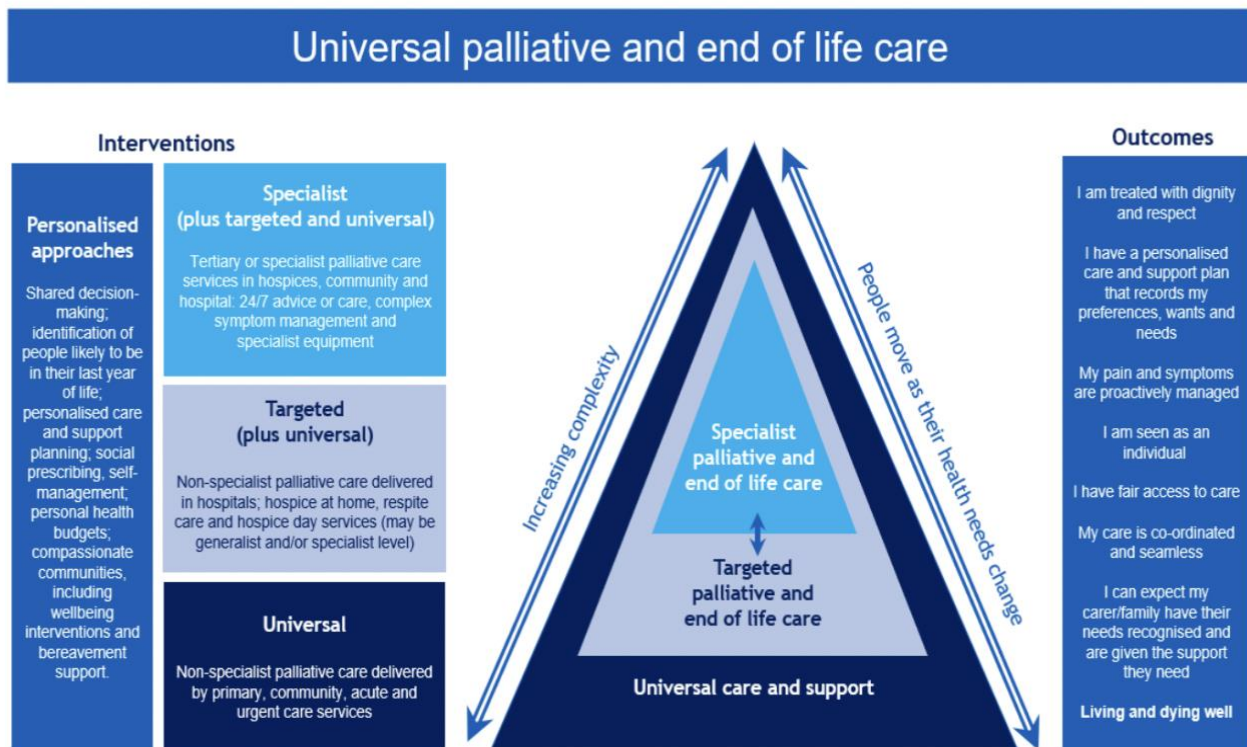 Universal palliative and end of life care
Interventions
Personalised
approaches
Shared decision-
making;
identification of
people likely to be
in their last year
of life;
personalised care
and support
planning; social
prescribing, self-
management;
personal health
budgets;
compassionate
communities,
including
wellbeing
interventions and
bereavement
support.
Specialist
(plus targeted and universal)
Tertiary or specialist palliative care
services in hospices, community and
hospital: 24/7 advice or care, complex
symptom management and
specialist equipment
Targeted
(plus universal)
Non-specialist palliative care delivered
in hospitals; hospice at home, respite
care and hospice day services (may be
generalist and/or specialist level)
Universal
Non-specialist palliative care delivered
by primary, community, acute and
urgent care services
Increasing complexity
Specialist
palliative and
end of life care
Targeted
palliative and
end of life care
Universal care and support
People move as their health needs change
Outcomes
I am treated with dignity
and respect
I have a personalised
care and support plan
that records my
preferences, wants and
needs
My pain and symptoms
are proactively managed
I am seen as an
individual
I have fair access to care
My care is co-ordinated
and seamless
I can expect my
carer/family have their
needs recognised and
are given the support
they need
Living and dying well